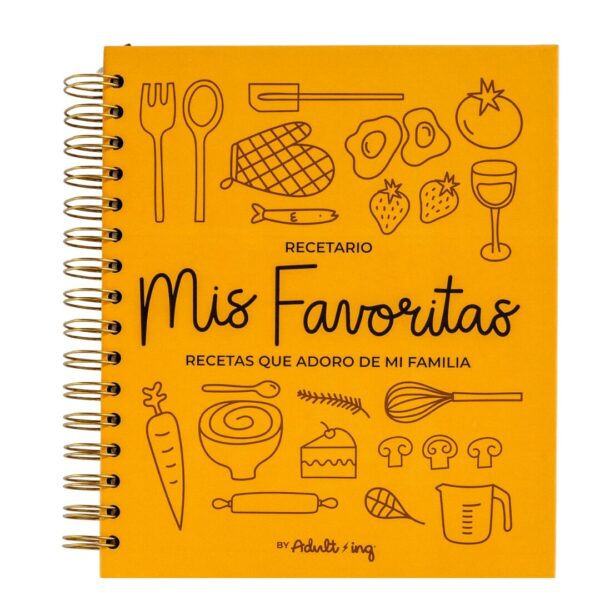 RECETARIO
Mis Favoritas
RECETAS QUE ADORO DE MI FAMILIA
BY Adult⚡ing